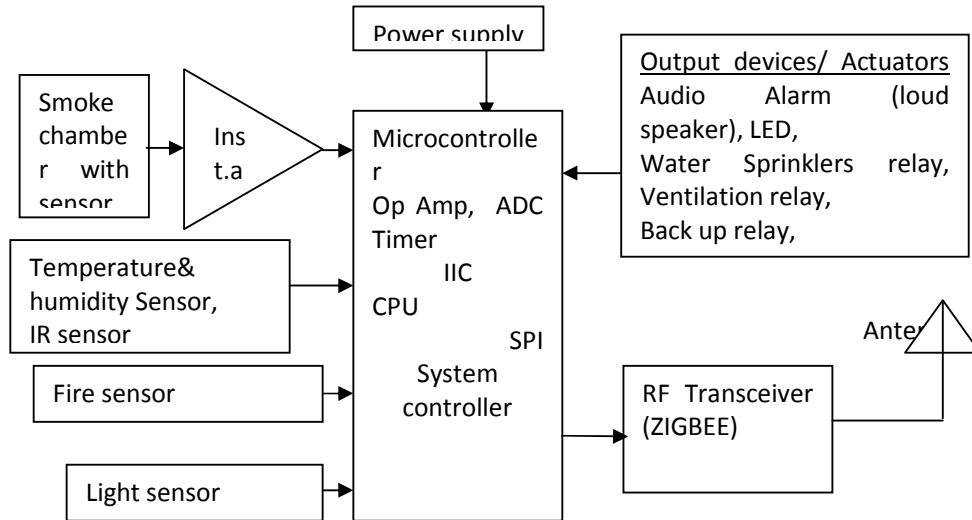 Power supply
Output devices/ Actuators
Audio Alarm (loud
speaker), LED,
Water Sprinklers relay,
Ventilation relay,
Back up relay,
Smoke
chambe
r with
sensor
Ins
t.a
Microcontrolle
r
Op Amp, ADC
Timer
IIC
CPU
SPI
System
controller
Temperature&
humidity Sensor,
IR sensor
Fire sensor
Light sensor
RF Transceiver
(ZIGBEE)